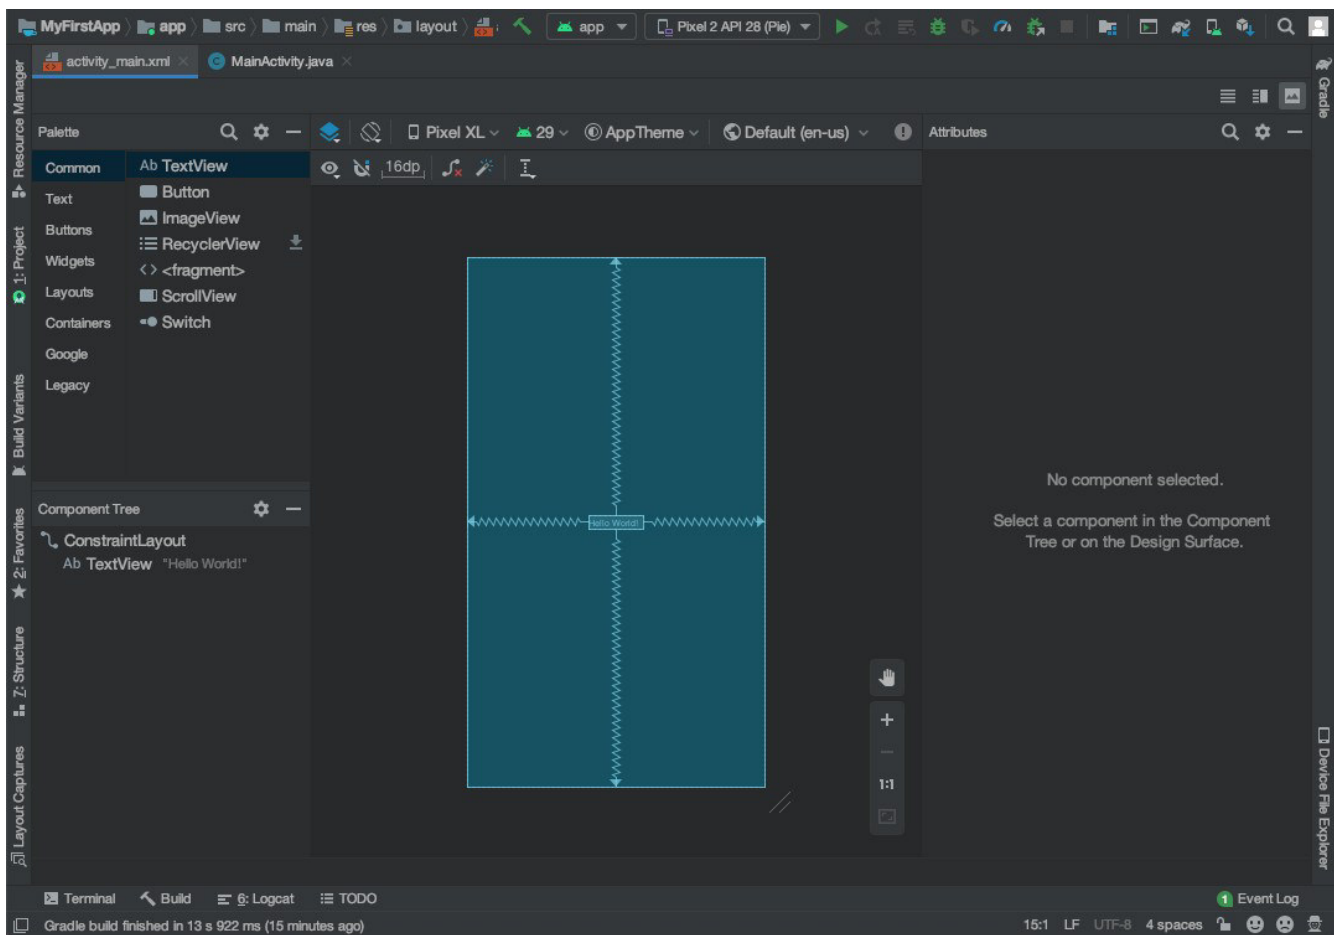 MyFirstApp app src main res layout app Pixel 2 API 28 (Pie)
activity_main.xml MainActivity.java
Resource Manager
1: Project
Build Variants
2: Favorites
7: Structure
Layout Captures
Palette
Common
Text
Buttons
Widgets
Layouts
Containers
Google
Legacy
Ab TextView
Button
ImageView
RecyclerView
<fragment>
ScrollView
Switch
Component Tree
ConstraintLayout
Ab TextView "Hello World!"
Pixel XL 29 AppTheme Default (en-us)
16dp
Hello World!
1:1
Attributes
No component selected.
Select a component in the Component
Tree or on the Design Surface.
Gradle
Device File Explorer
Terminal Build 6: Logcat TODO 1 Event Log
Gradle build finished in 13 s 922 ms (15 minutes ago) 15:1 LF UTF-8 4 spaces